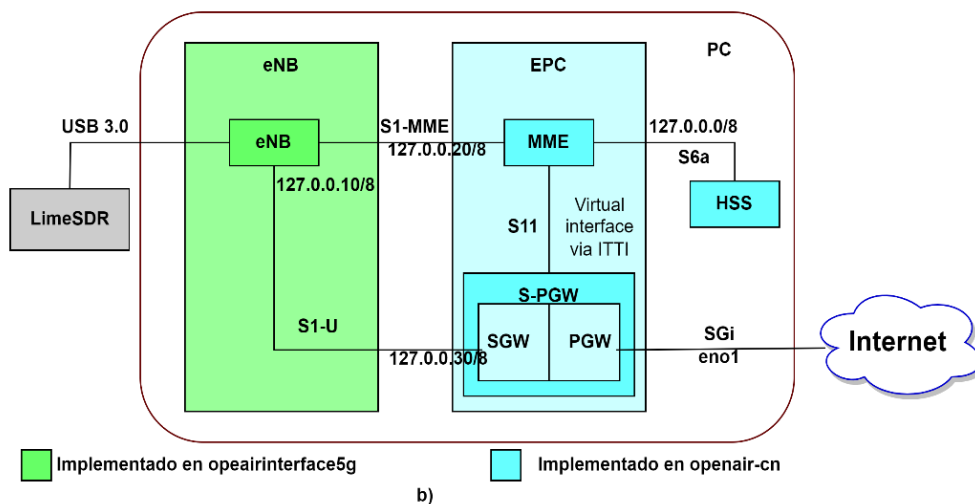 eNB
EPC
PC
USB 3.0
S1-MME
127.0.0.0/8
eNB
MME
127.0.0.20/8
S6a
127.0.0.10/8
LimeSDR
HSS
S11
Virtual
interface
via ITTI
S-PGW
S1-U
SGW
PGW
SGi
Internet
127.0.0.30/8
eno1
Implementado en opeairinterface5g
Implementado en openair-cn
b)